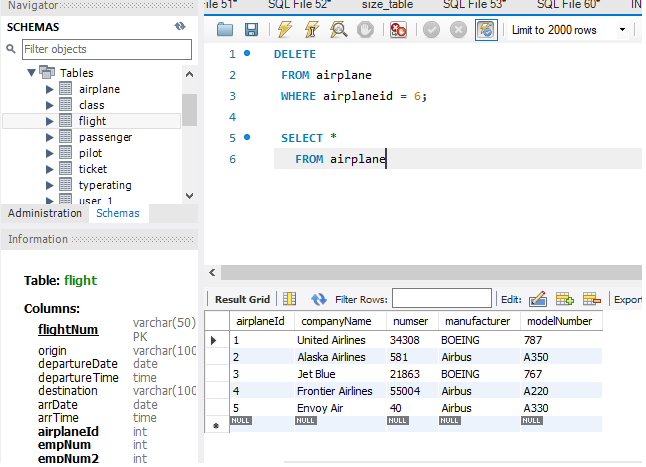 Navigator
SCHEMAS
Filter objects
Tables
airplane
class
flight
passenger
pilot
ticket
typerating
user_1
Administration Schemas
Information
Table: flight
Columns:
flightNum varchar(50) PK
origin varchar(100
departureDate date
departureTime time
destination varchar(100
arrDate date
arrTime time
airplaneId int
empNum int
empNum2 int
File 51* SQL File 52* size_table SQL File 53* SQL File 60* IN
Limit to 2000 rows
1 DELETE
2 FROM airplane
3 WHERE airplaneid = 6;
4
5 SELECT *
6 FROM airplane
Result Grid Filter Rows: Edit: Export
airplaneId companyName numser manufacturer modelNumber
1 United Airlines 34308 BOEING 787
2 Alaska Airlines 581 Airbus A350
3 Jet Blue 21863 BOEING 767
4 Frontier Airlines 55004 Airbus A220
5 Envoy Air 40 Airbus A330
NULL NULL NULL NULL NULL